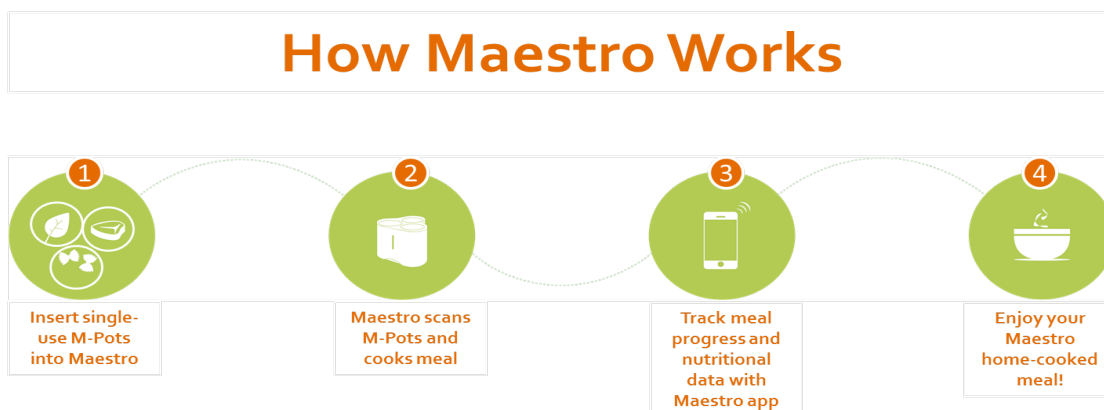 How Maestro Works
1
2
3
4
Insert single-
use M-Pots
into Maestro
Maestro scans
M-Pots and
cooks meal
Track meal
progress and
nutritional
data with
Maestro app
Enjoy your
Maestro
home-cooked
meal!